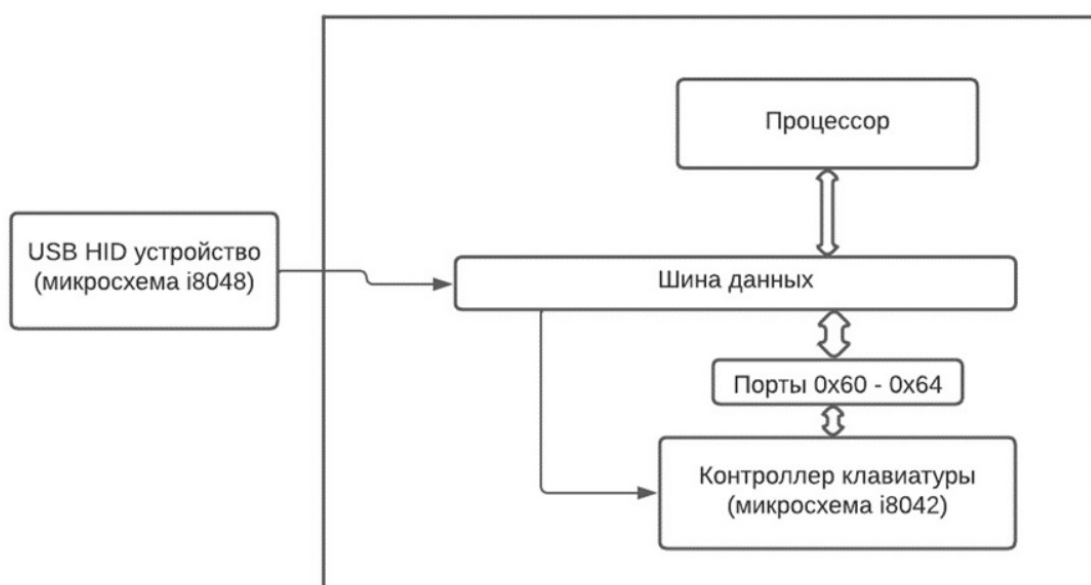 Процессор
USB HID устройство
(микросхема i8048)
Шина данных
Порты 0x60 - 0x64
Контроллер клавиатуры
(микросхема i8042)